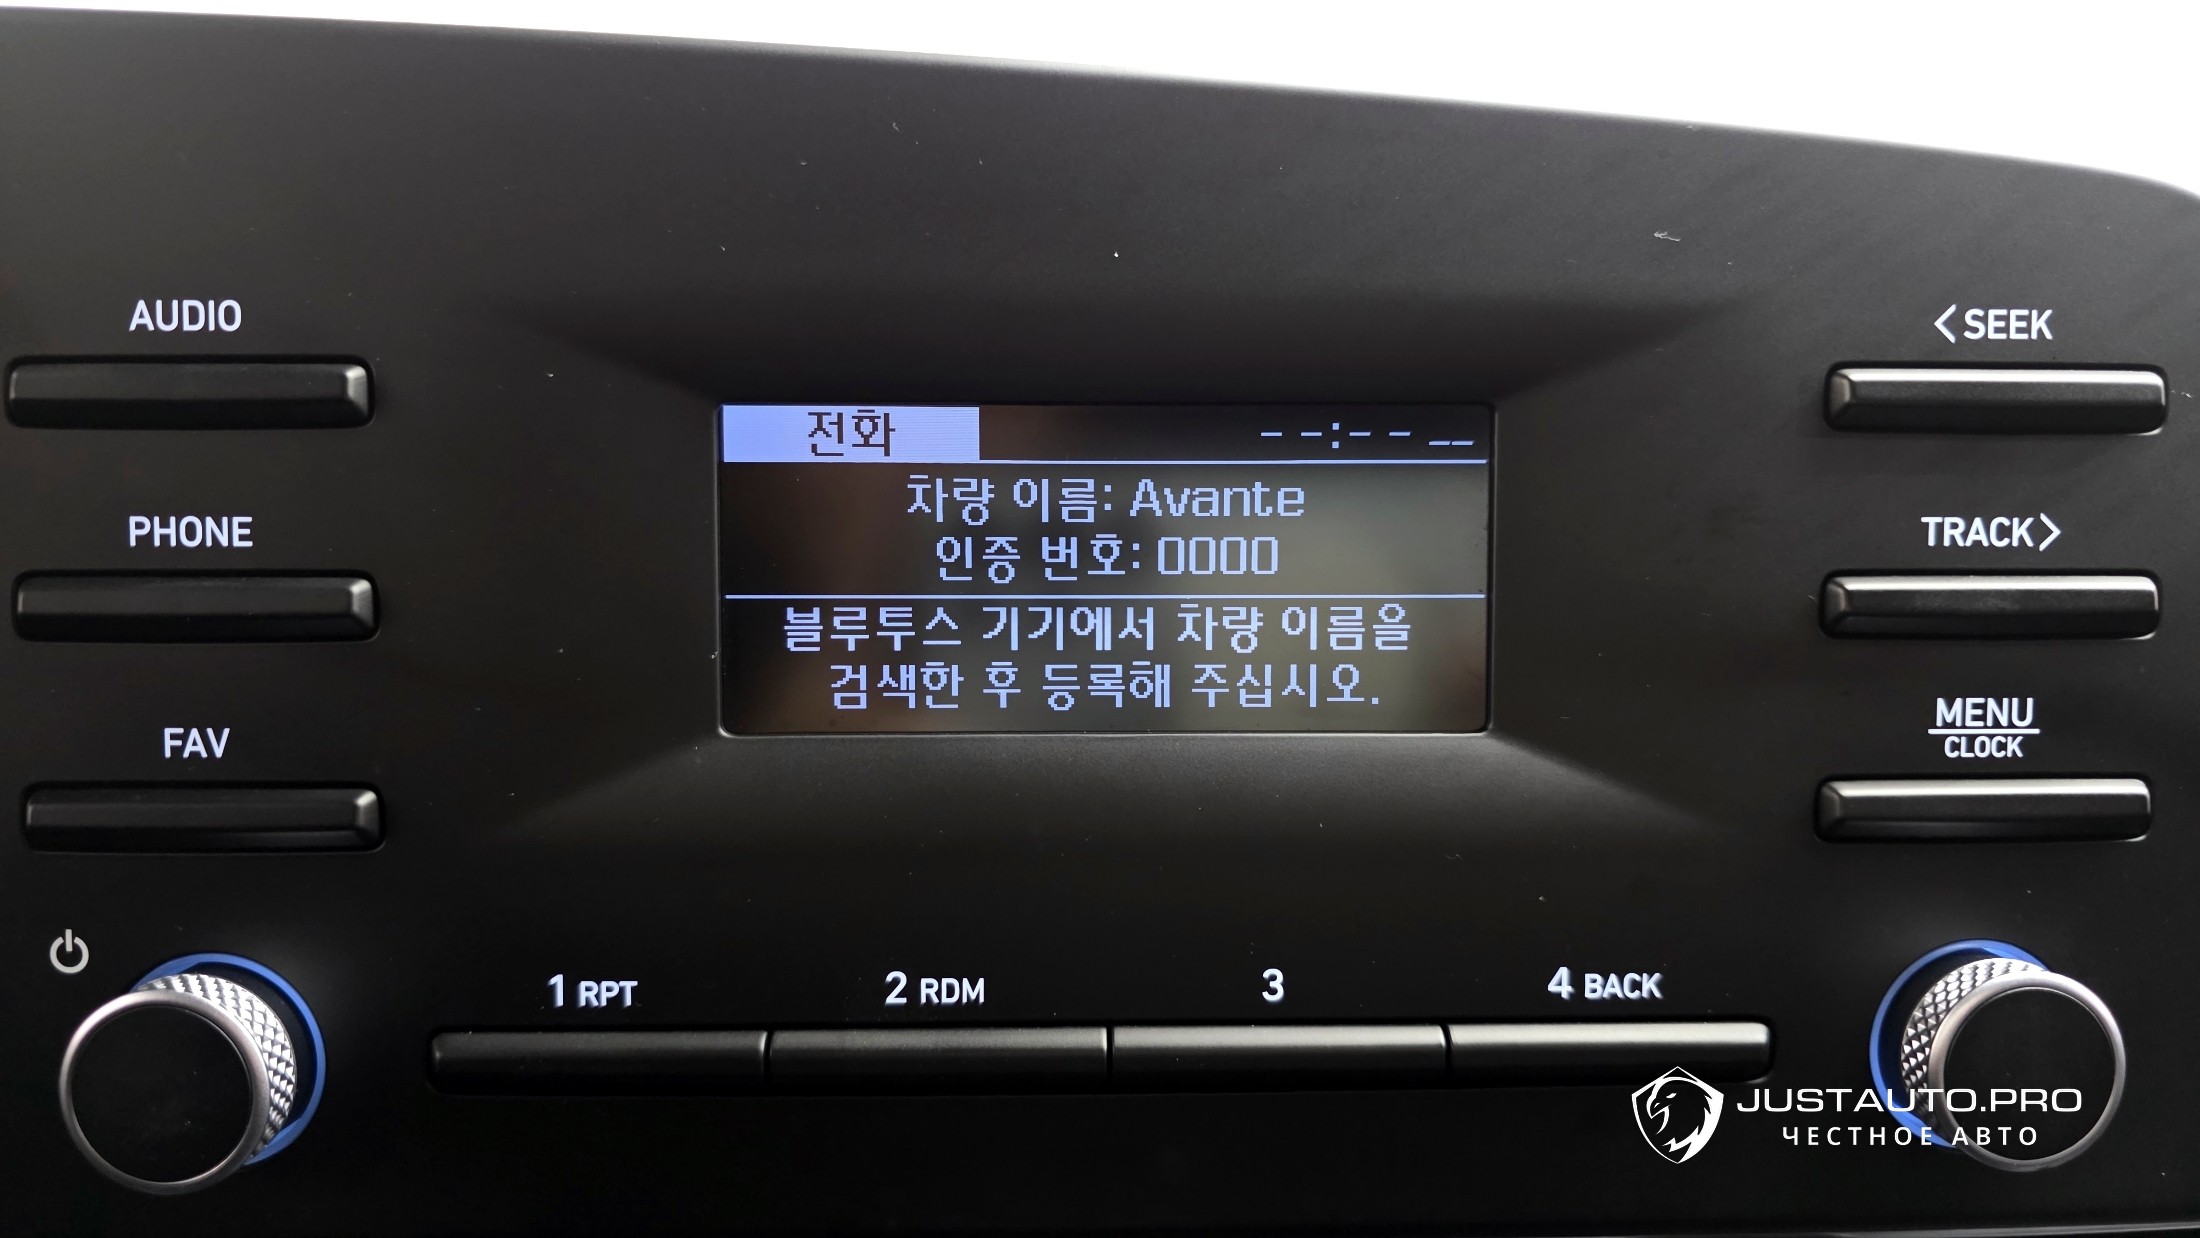 AUDIO
PHONE
FAV
전화 --:-- --
차량 이름: Avante
인증 번호: 0000
블루투스 기기에서 차량 이름을
검색한 후 등록해 주십시오.
<SEEK
TRACK>
MENU
CLOCK
1 RPT
2 RDM
3
4 BACK
JUSTAUTO.PRO
ЧЕСТНОЕ АВТО